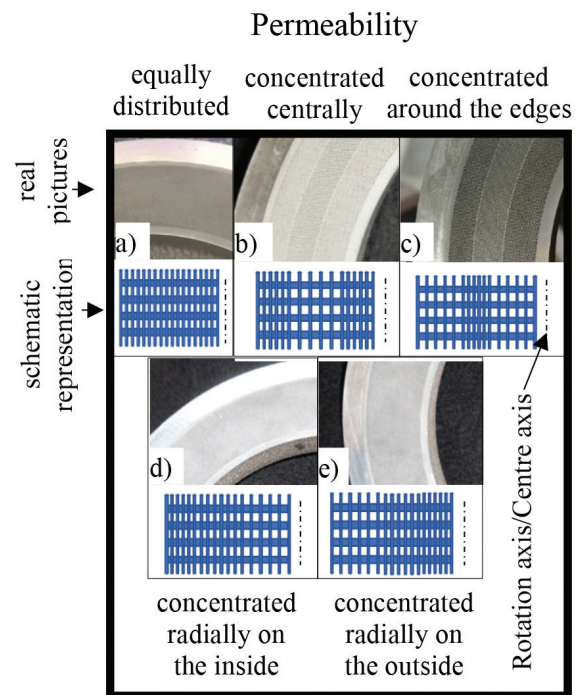 Permeability
equally
distributed
concentrated
centrally
concentrated
around the edges
real
pictures
schematic
representation
a)
b)
c)
d)
e)
Rotation axis/Centre axis
concentrated
radially on
the inside
concentrated
radially on
the outside